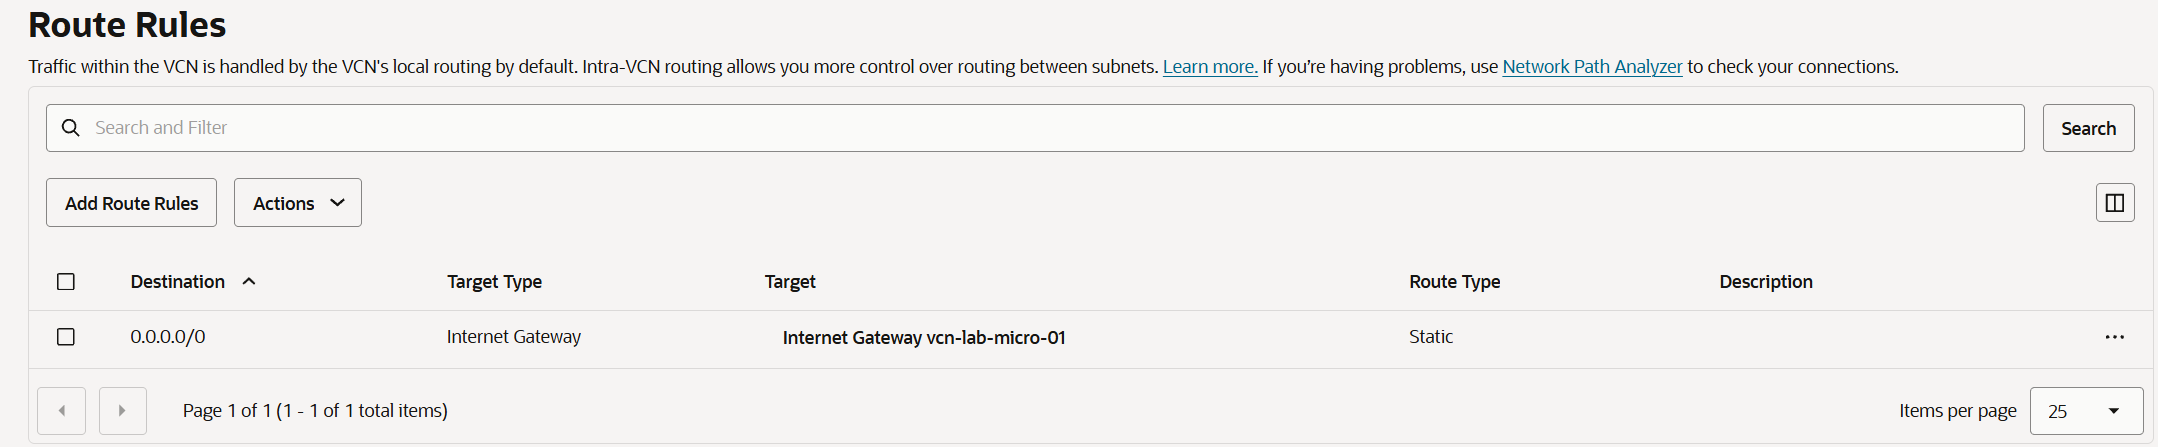 Route Rules
Traffic within the VCN is handled by the VCN's local routing by default. Intra-VCN routing allows you more control over routing between subnets. Learn more. If you’re having problems, use Network Path Analyzer to check your connections.
Search and Filter
Search
Add Route Rules
Actions
Destination
Target Type
Target
Route Type
Description
0.0.0.0/0
Internet Gateway
Internet Gateway vcn-lab-micro-01
Static
Page 1 of 1 (1 - 1 of 1 total items)
Items per page
25